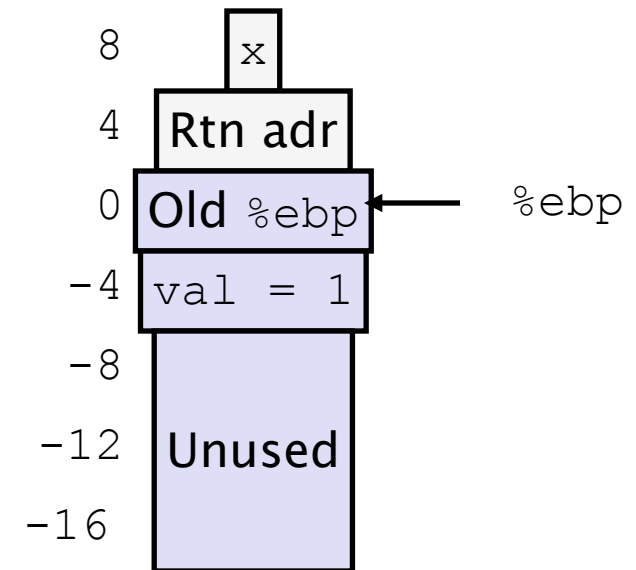 8 x
4 Rtn adr
0 Old %ebp %ebp
-4 val = 1
-8
-12 Unused
-16